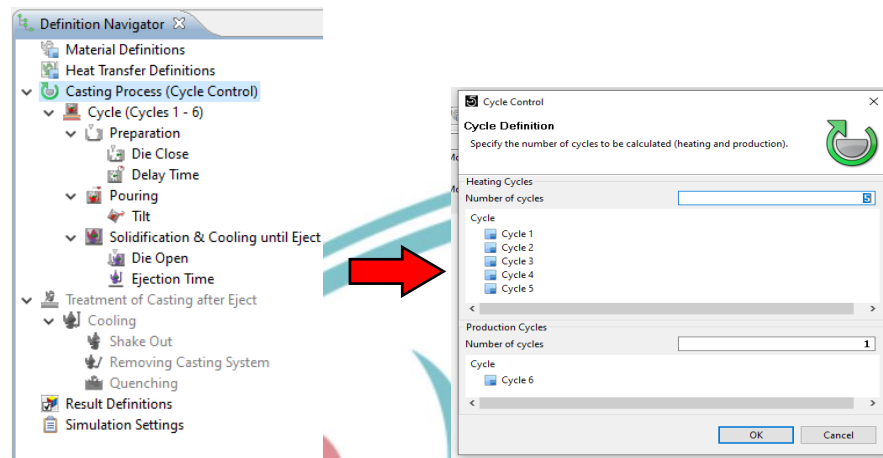 Definition Navigator
Material Definitions
Heat Transfer Definitions
Casting Process (Cycle Control)
Cycle (Cycles 1 - 6)
Preparation
Die Close
Delay Time
Pouring
Tilt
Solidification & Cooling until Eject
Die Open
Ejection Time
Treatment of Casting after Eject
Cooling
Shake Out
Removing Casting System
Quenching
Result Definitions
Simulation Settings
Cycle Control
Cycle Definition
Specify the number of cycles to be calculated (heating and production).
Heating Cycles
Number of cycles 5
Cycle
Cycle 1
Cycle 2
Cycle 3
Cycle 4
Cycle 5
Production Cycles
Number of cycles 1
Cycle
Cycle 6
OK Cancel